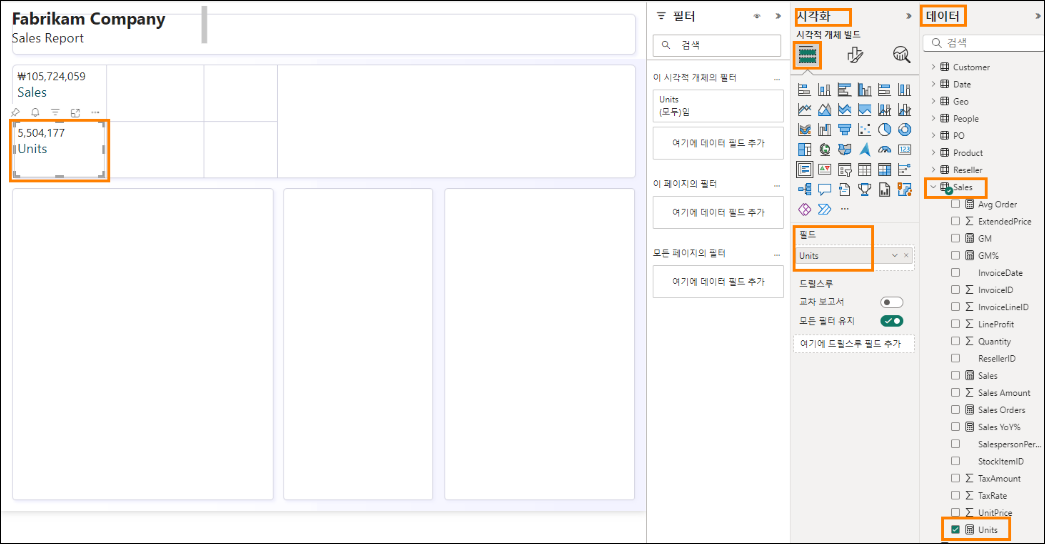 Fabrikam Company
Sales Report
₩105,724,059
Sales
5,504,177
Units
필터
검색
이 시각적 개체의 필터
Units
(모두)임
여기에 데이터 필드 추가
이 페이지의 필터
여기에 데이터 필드 추가
모든 페이지의 필터
여기에 데이터 필드 추가
시각화
시각적 개체 빌드
123
필드
Units
드릴스루
교차 보고서
모든 필터 유지
여기에 드릴스루 필드 추가
데이터
검색
Customer
Date
Geo
People
PO
Product
Reseller
Sales
Avg Order
ExtendedPrice
GM
GM%
InvoiceDate
InvoiceID
InvoiceLineID
LineProfit
Quantity
ResellerID
Sales
Sales Amount
Sales Orders
Sales YoY%
SalespersonPer...
StockItemID
TaxAmount
TaxRate
UnitPrice
Units